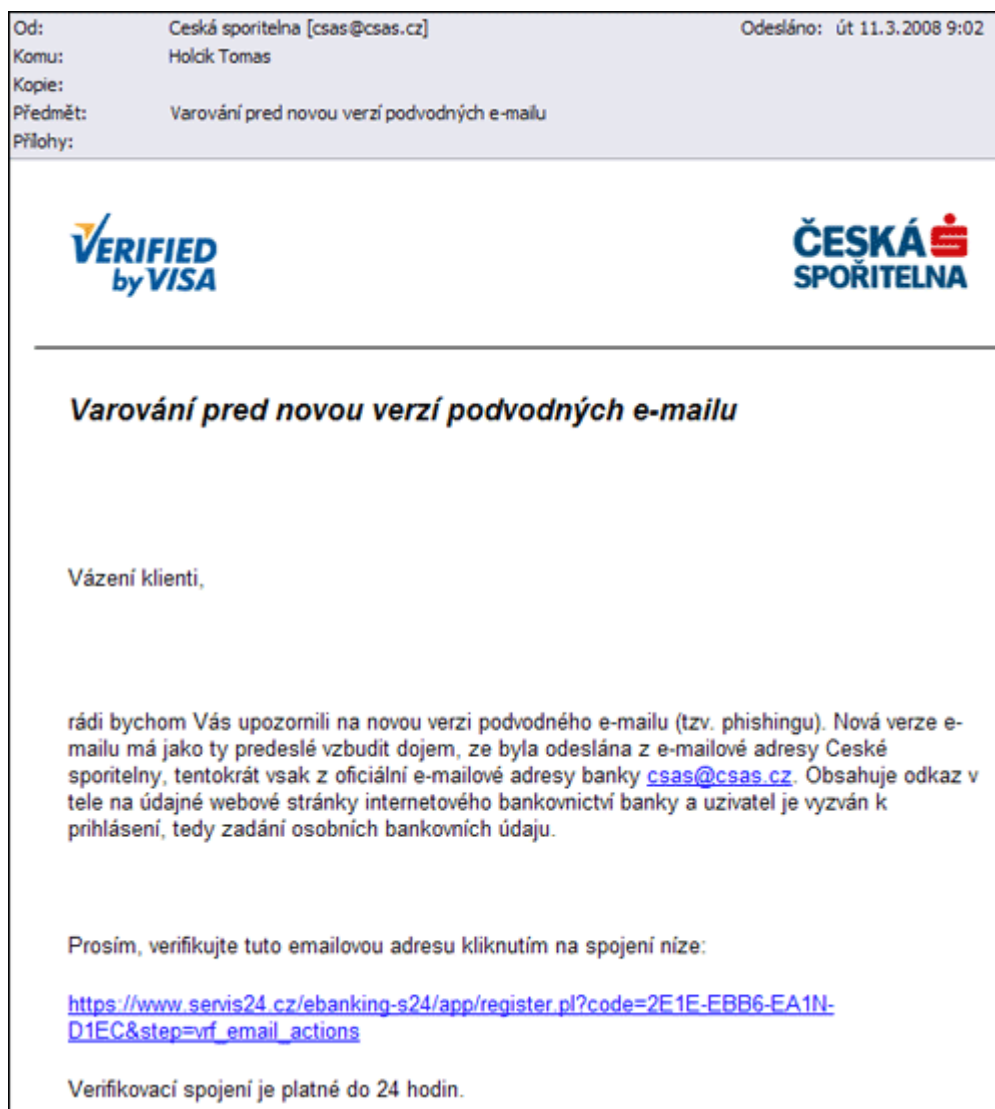 Od: Ceská sporitelna [csas@csas.cz] Odesláno: út 11.3.2008 9:02
Komu: Holcik Tomas
Kopie:
Předmět: Varování pred novou verzí podvodných e-mailu
Přílohy:
VERIFIED by VISA
ČESKÁ SPOŘITELNA
Varování pred novou verzí podvodných e-mailu
Vázení klienti,
rádi bychom Vás upozornili na novou verzi podvodného e-mailu (tzv. phishingu). Nová verze e-
mailu má jako ty predeslé vzbudit dojem, ze byla odeslána z e-mailové adresy Ceské
sporitelny, tentokrát vsak z oficiální e-mailové adresy banky csas@csas.cz. Obsahuje odkaz v
tele na údajné webové stránky internetového bankovnictví banky a uzivatel je vyzván k
prihlásení, tedy zadání osobních bankovních údaju.
Prosím, verifikujte tuto emailovou adresu kliknutím na spojení níze:
https://www.servis24.cz/ebanking-s24/app/register.pl?code=2E1E-EBB6-EA1N-
D1EC&step=vrf_email_actions
Verifikovací spojení je platné do 24 hodin.